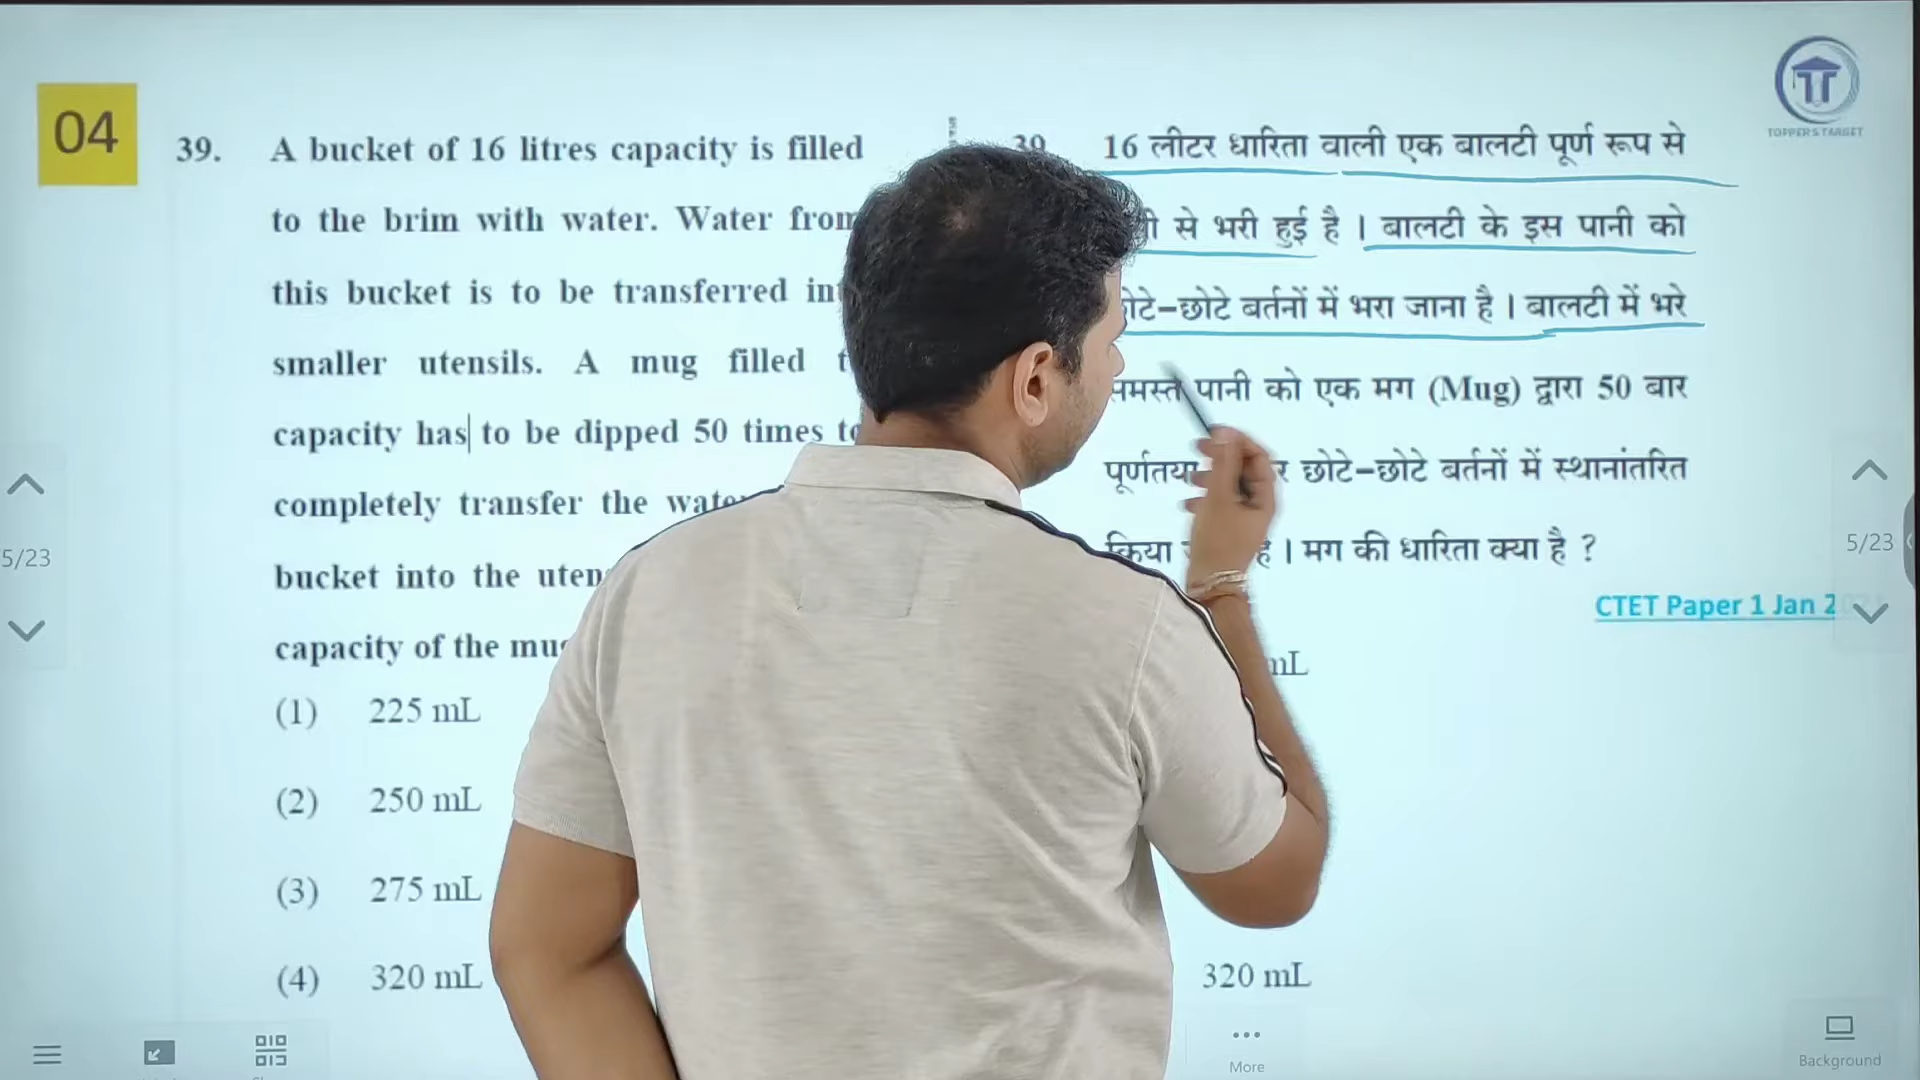 04
39. A bucket of 16 litres capacity is filled
to the brim with water. Water from
this bucket is to be transferred
smaller utensils. A mug filled
capacity has to be dipped 50 times to
completely transfer the water
bucket into the
capacity of the
(1) 225 mL
(2) 250 mL
(3) 275 mL
(4) 320 mL
39 16 लीटर धारिता वाली एक बालटी पूर्ण रूप से
से भरी हुई है । बालटी के इस पानी को
छोटे-छोटे बर्तनों में भरा जाना है । बालटी में भरे
समस्त पानी को एक मग (Mug) द्वारा 50 बार
पूर्णतया छोटे-छोटे बर्तनों में स्थानांतरित
किया है । मग की धारिता क्या है ?
CTET Paper 1 Jan
mL
320 mL
TOPPERS TARGET
5/23
5/23
More
Background